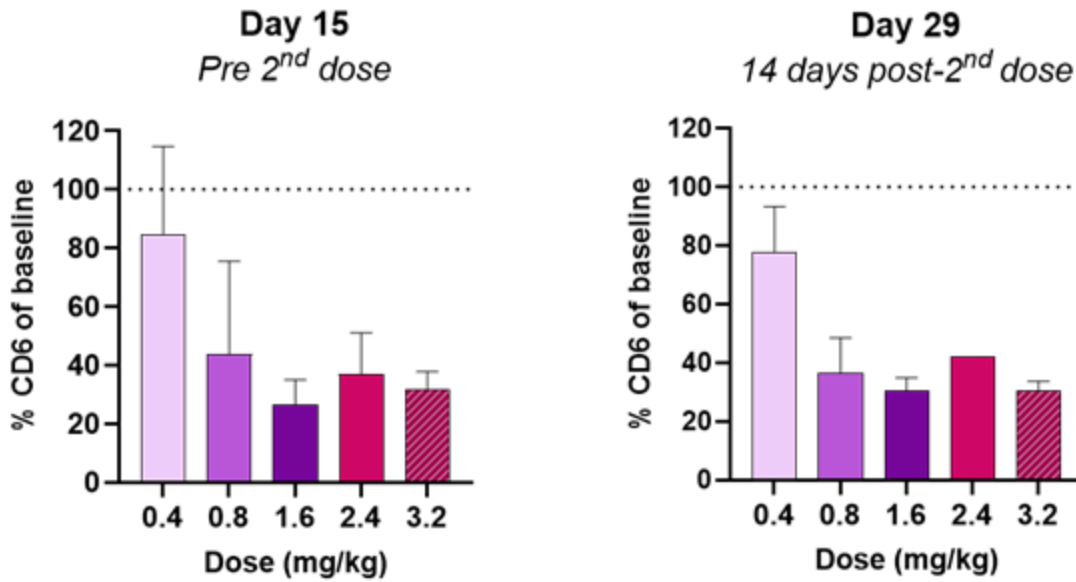 Day 15
Pre 2nd dose
% CD6 of baseline
120
100
80
60
40
20
0
0.4 0.8 1.6 2.4 3.2
Dose (mg/kg)
Day 29
14 days post-2nd dose
% CD6 of baseline
120
100
80
60
40
20
0
0.4 0.8 1.6 2.4 3.2
Dose (mg/kg)